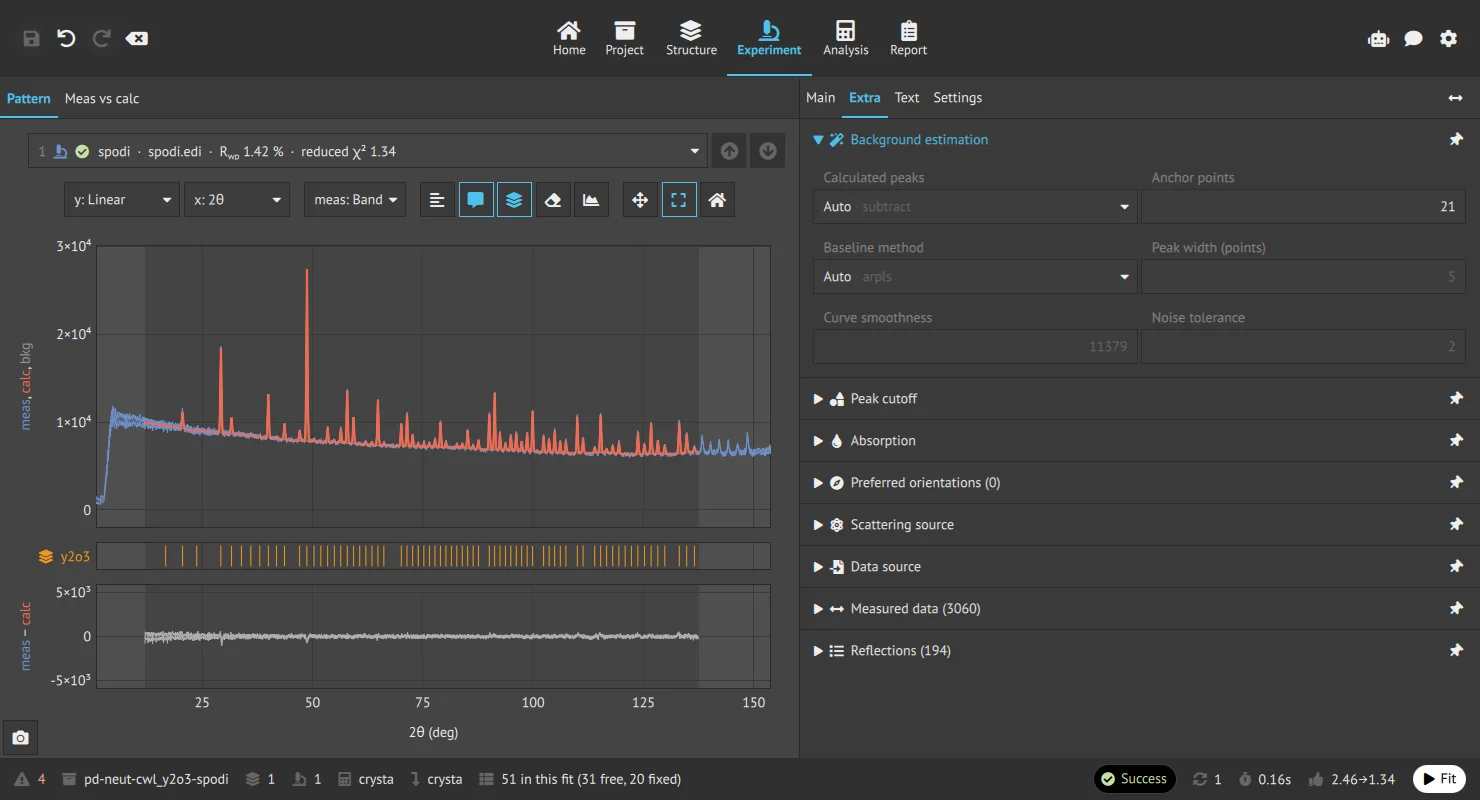 Home
Project
Structure
Experiment
Analysis
Report
Pattern
Meas vs calc
1 spodi · spodi.edi · Rwp 1.42 % · reduced χ² 1.34
y: Linear
x: 2θ
meas: Band
3×10⁴
2×10⁴
1×10⁴
0
meas, calc, bkg
y2o3
5×10³
0
-5×10³
meas − calc
25
50
75
100
125
150
2θ (deg)
Main
Extra
Text
Settings
Background estimation
Calculated peaks
Anchor points
Auto · subtract
21
Baseline method
Peak width (points)
Auto · arpls
5
Curve smoothness
Noise tolerance
11379
2
Peak cutoff
Absorption
Preferred orientations (0)
Scattering source
Data source
Measured data (3060)
Reflections (194)
4
pd-neut-cwl_y2o3-spodi
1
1
crysta
crysta
51 in this fit (31 free, 20 fixed)
Success
1
0.16s
2.46→1.34
Fit